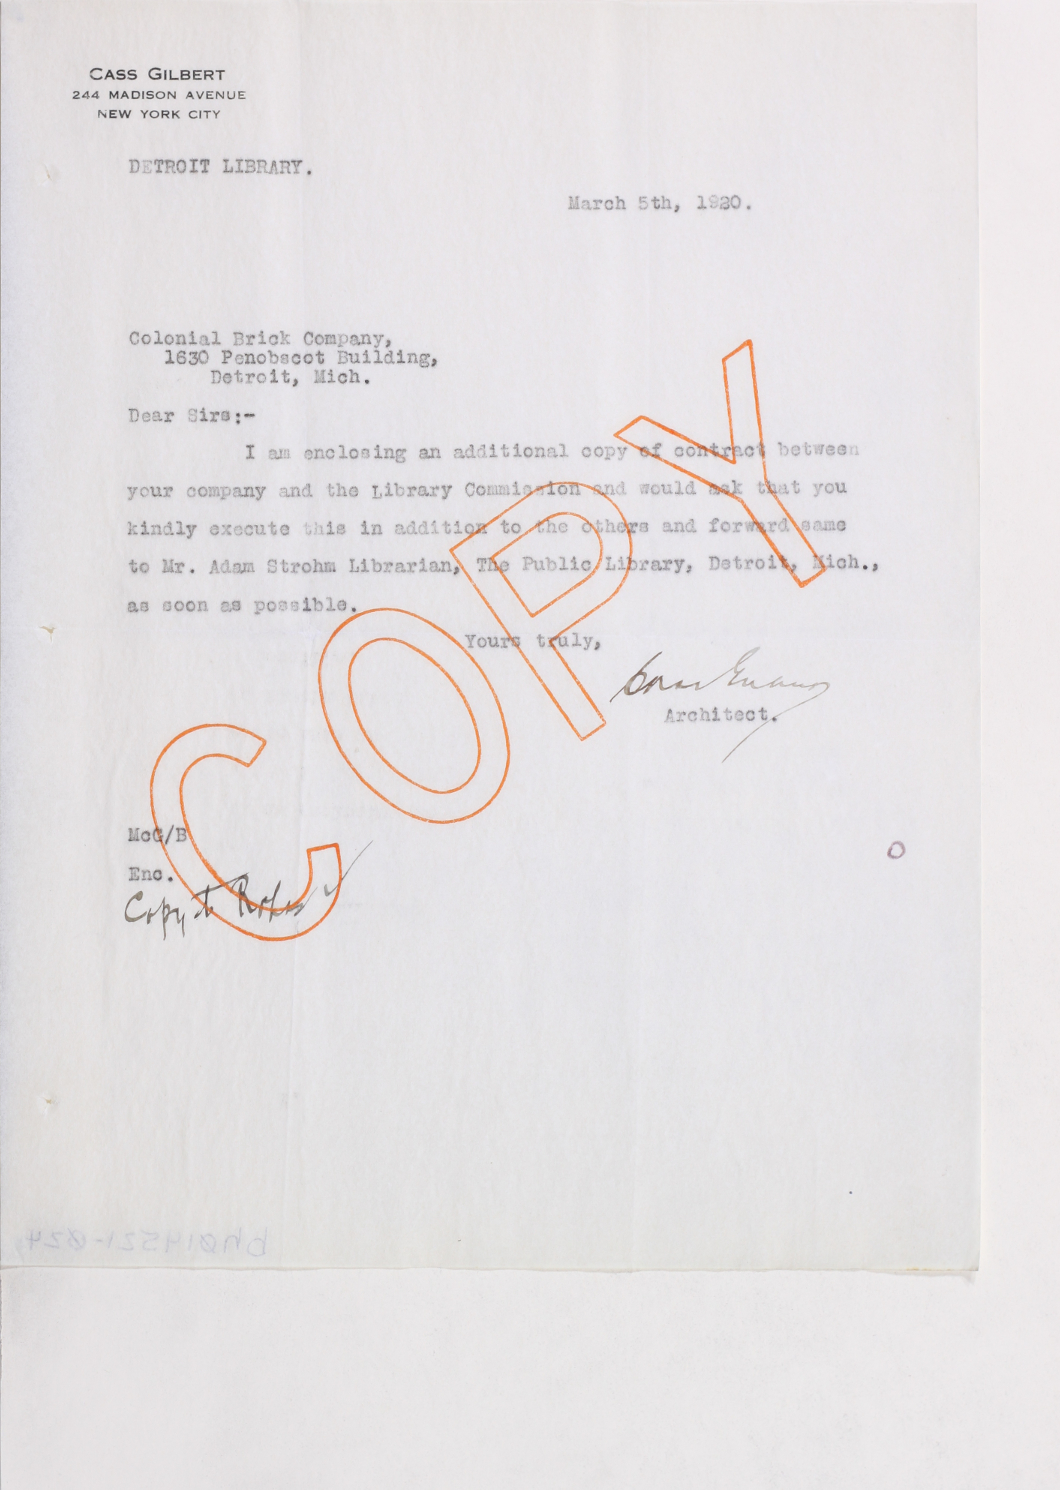 CASS GILBERT
244 MADISON AVENUE
NEW YORK CITY
DETROIT LIBRARY.
March 5th, 1920.
Colonial Brick Company,
1630 Penobscot Building,
Detroit, Mich.
Dear Sirs:-
I am enclosing an additional copy of contract between
your company and the Library Commission and would ask that you
kindly execute this in addition to the others and forward same
to Mr. Adam Strohm Librarian, The Public Library, Detroit, Mich.,
as soon as possible.
Yours truly,
Architect.
COPY
McG/B
Enc.
Copy to